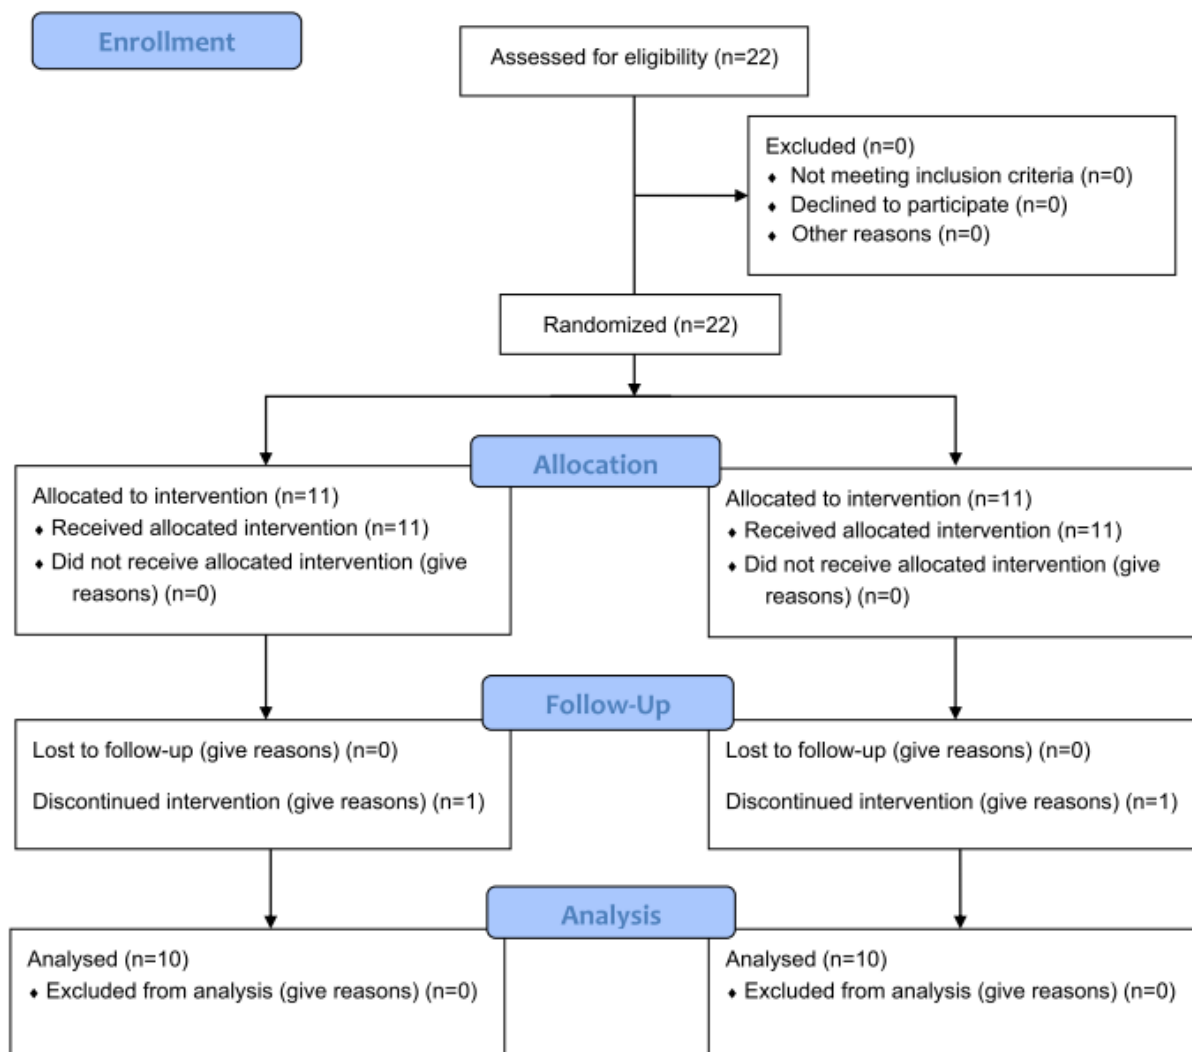 Enrollment
Assessed for eligibility (n=22)
Excluded (n=0)
♦ Not meeting inclusion criteria (n=0)
♦ Declined to participate (n=0)
♦ Other reasons (n=0)
Randomized (n=22)
Allocation
Allocated to intervention (n=11)
♦ Received allocated intervention (n=11)
♦ Did not receive allocated intervention (give
reasons) (n=0)
Allocated to intervention (n=11)
♦ Received allocated intervention (n=11)
♦ Did not receive allocated intervention (give
reasons) (n=0)
Follow-Up
Lost to follow-up (give reasons) (n=0)
Discontinued intervention (give reasons) (n=1)
Lost to follow-up (give reasons) (n=0)
Discontinued intervention (give reasons) (n=1)
Analysis
Analysed (n=10)
♦ Excluded from analysis (give reasons) (n=0)
Analysed (n=10)
♦ Excluded from analysis (give reasons) (n=0)